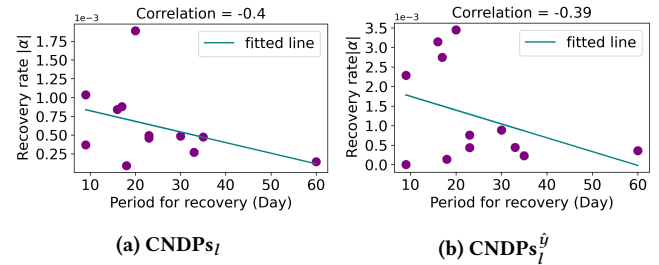 Correlation = -0.4
1e−3
Recovery rate|α|
1.75
1.50
1.25
1.00
0.75
0.50
0.25
fitted line
10 20 30 40 50 60
Period for recovery (Day)
(a) CNDPsₗ
Correlation = -0.39
1e−3
Recovery rate|α|
3.5
3.0
2.5
2.0
1.5
1.0
0.5
0.0
fitted line
10 20 30 40 50 60
Period for recovery (Day)
(b) CNDPsₗ^ŷ